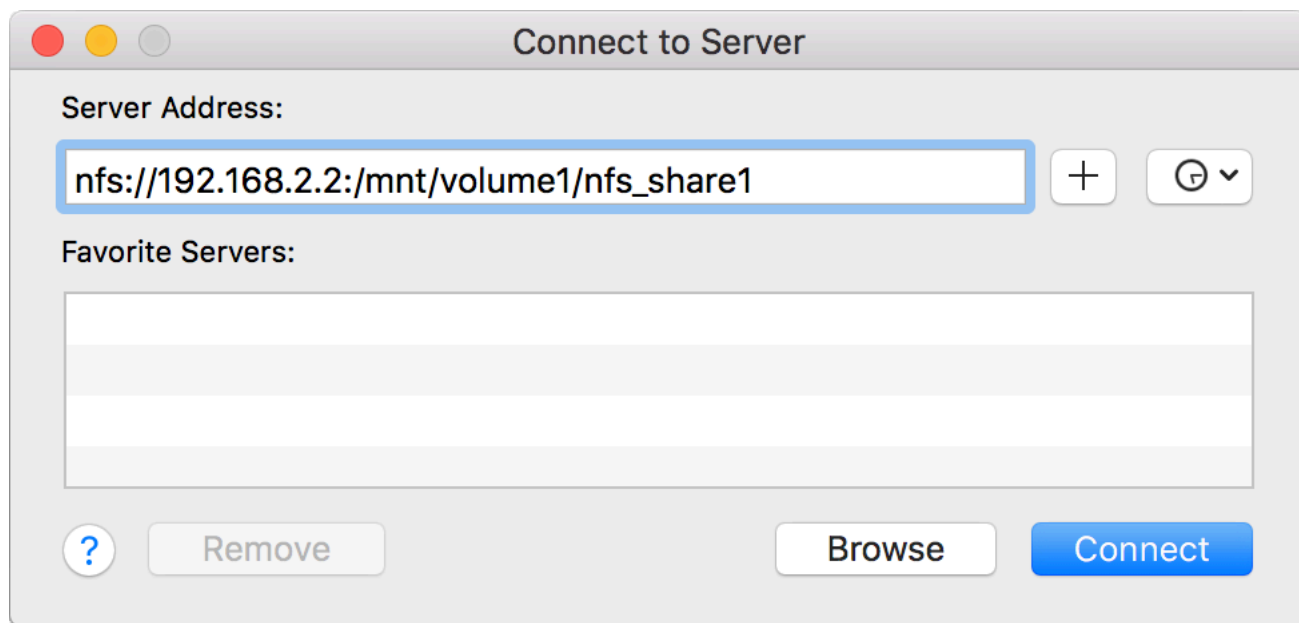 Connect to Server
Server Address:
nfs://192.168.2.2:/mnt/volume1/nfs_share1
Favorite Servers:
? Remove Browse Connect